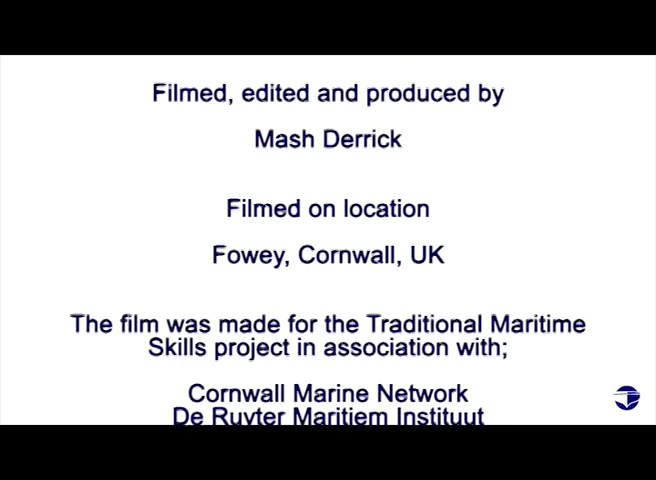 Filmed, edited and produced by
Mash Derrick
Filmed on location
Fowey, Cornwall, UK
The film was made for the Traditional Maritime
Skills project in association with;
Cornwall Marine Network
De Ruyter Maritiem Instituut